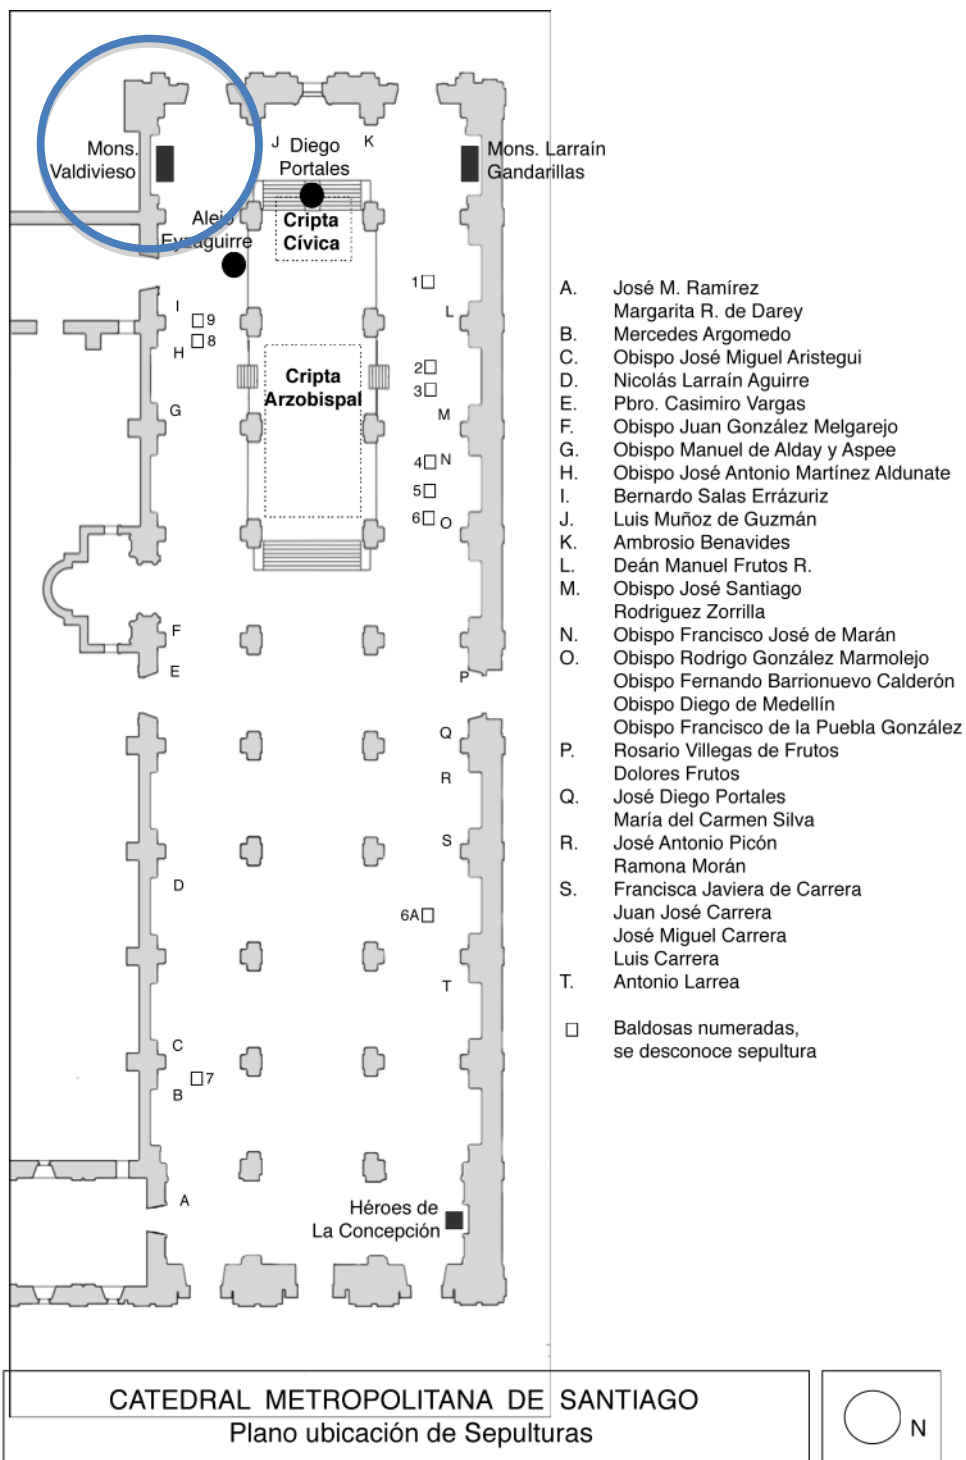 Mons.
Valdivieso
J
Diego
Portales
K
Mons. Larraín
Gandarillas
Alejo
Eyzaguirre
Cripta
Cívica
1
I
9
L
H
8
2
Cripta
Arzobispal
3
G
M
4
N
5
6
O
F
E
P
Q
R
S
D
6A
T
C
7
B
A
Héroes de
La Concepción
A. José M. Ramírez
Margarita R. de Darey
B. Mercedes Argomedo
C. Obispo José Miguel Aristegui
D. Nicolás Larraín Aguirre
E. Pbro. Casimiro Vargas
F. Obispo Juan González Melgarejo
G. Obispo Manuel de Alday y Aspee
H. Obispo José Antonio Martínez Aldunate
I. Bernardo Salas Errázuriz
J. Luis Muñoz de Guzmán
K. Ambrosio Benavides
L. Deán Manuel Frutos R.
M. Obispo José Santiago
Rodriguez Zorrilla
N. Obispo Francisco José de Marán
O. Obispo Rodrigo González Marmolejo
Obispo Fernando Barrionuevo Calderón
Obispo Diego de Medellín
Obispo Francisco de la Puebla González
P. Rosario Villegas de Frutos
Dolores Frutos
Q. José Diego Portales
María del Carmen Silva
R. José Antonio Picón
Ramona Morán
S. Francisca Javiera de Carrera
Juan José Carrera
José Miguel Carrera
Luis Carrera
T. Antonio Larrea
Baldosas numeradas,
se desconoce sepultura
CATEDRAL METROPOLITANA DE SANTIAGO
Plano ubicación de Sepulturas
N